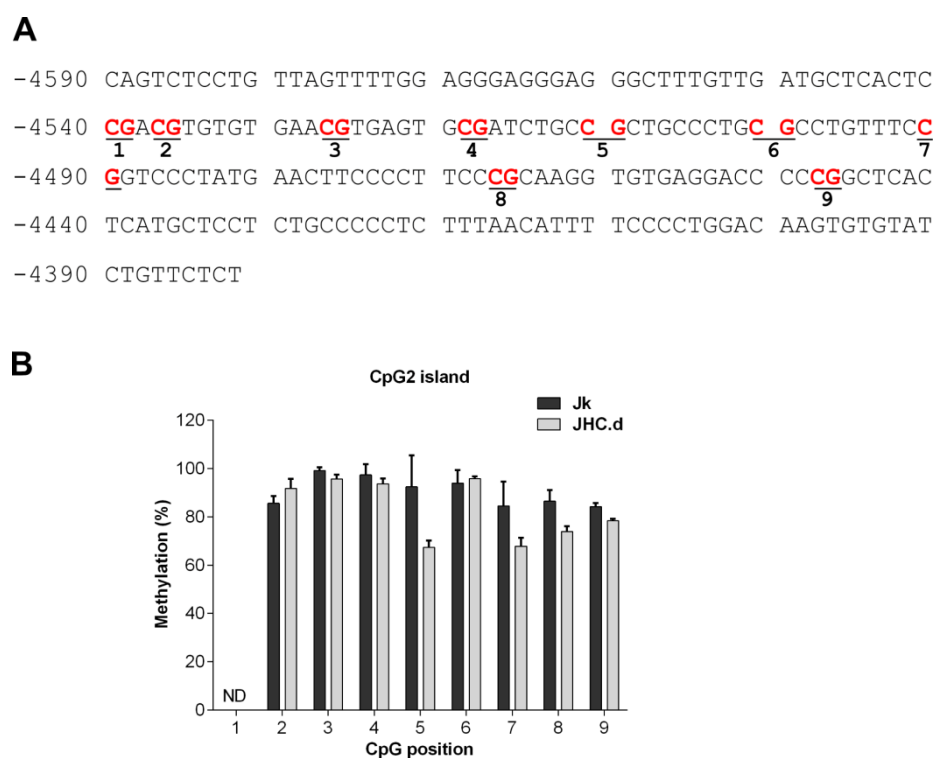 A
-4590 CAGTCTCCTG TTAGTTTTGG AGGGAGGGAG GGCTTTGTTG ATGCTCACTC
-4540 CGACGTGTGT GAACGTGAGT GCGATCTGCC GCTGCCCTGC GCCTGTTTCC
1 2 3 4 5 6 7
-4490 GGTCCCTATG AACTTCCCCT TCCCGCAAGG TGTGAGGACC CCCGGGCTCAC
8 9
-4440 TCATGCTCCT CTGCCCCCTC TTTAACATTT TCCCCTGGAC AAGTGTGTAT
-4390 CTGTTCTCT
B
CpG2 island
Jk
JHC.d
120
100
80
60
40
20
0
Methylation (%)
ND
1 2 3 4 5 6 7 8 9
CpG position